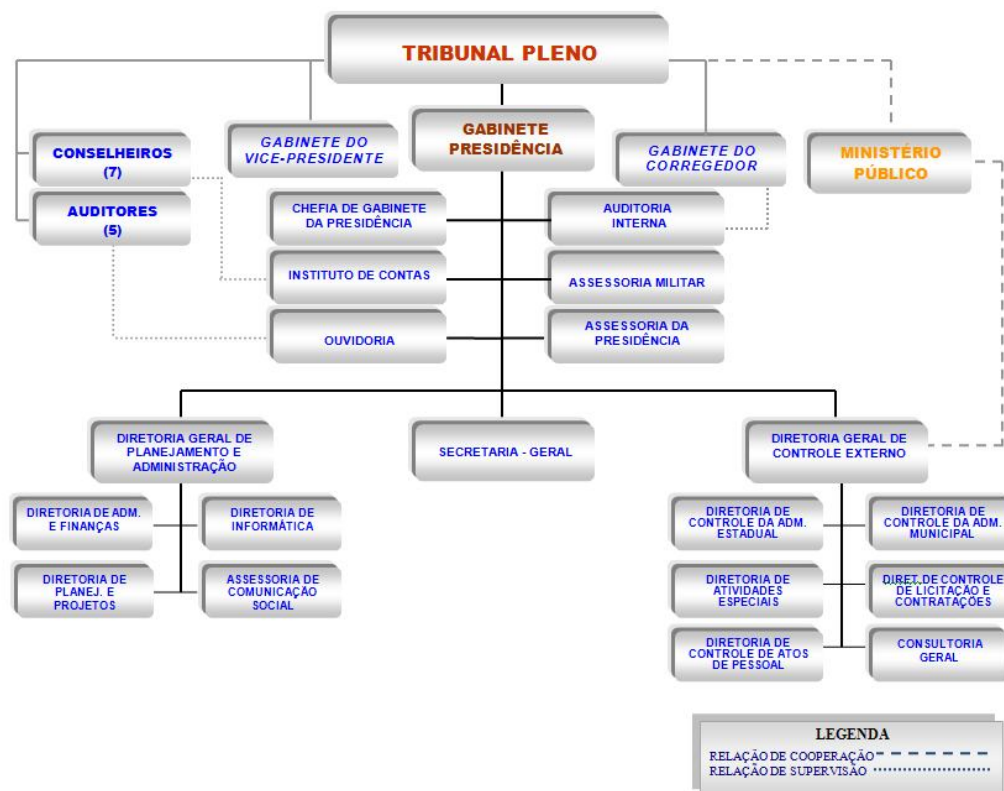 TRIBUNAL PLENO
CONSELHEIROS
(7)
GABINETE DO
VICE-PRESIDENTE
GABINETE
PRESIDÊNCIA
GABINETE DO
CORREGEDOR
MINISTÉRIO
PÚBLICO
AUDITORES
(5)
CHEFIA DE GABINETE
DA PRESIDÊNCIA
AUDITORIA
INTERNA
INSTITUTO DE CONTAS
ASSESSORIA MILITAR
OUVIDORIA
ASSESSORIA DA
PRESIDÊNCIA
DIRETORIA GERAL DE
PLANEJAMENTO E
ADMINISTRAÇÃO
SECRETARIA - GERAL
DIRETORIA GERAL DE
CONTROLE EXTERNO
DIRETORIA DE ADM.
E FINANÇAS
DIRETORIA DE
INFORMÁTICA
DIRETORIA DE
CONTROLE DA ADM.
ESTADUAL
DIRETORIA DE
CONTROLE DA ADM.
MUNICIPAL
DIRETORIA DE
PLANEJ. E
PROJETOS
ASSESSORIA DE
COMUNICAÇÃO
SOCIAL
DIRETORIA DE
ATIVIDADES
ESPECIAIS
DIRET. DE CONTROLE
DE LICITAÇÃO E
CONTRATAÇÕES
DIRETORIA DE
CONTROLE DE ATOS
DE PESSOAL
CONSULTORIA
GERAL
LEGENDA
RELAÇÃO DE COOPERAÇÃO
RELAÇÃO DE SUPERVISÃO